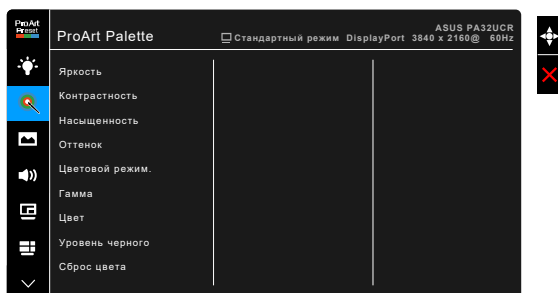 ProArt
Preset
ProArt Palette
ASUS PA32UCR
Стандартный режим DisplayPort 3840 x 2160@ 60Hz
Яркость
Контрастность
Насыщенность
Оттенок
Цветовой режим.
Гамма
Цвет
Уровень черного
Сброс цвета